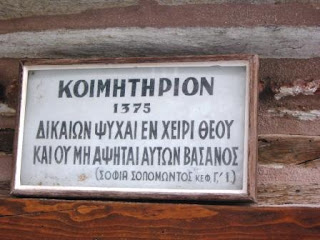 ΚΟΙΜΗΤΗΡΙΟΝ
1375
ΔΙΚΑΙΩΝ ΨΥΧΑΙ ΕΝ ΧΕΙΡΙ ΘΕΟΥ
ΚΑΙ ΟΥ ΜΗ ΑΨΗΤΑΙ ΑΥΤΩΝ ΒΑΣΑΝΟΣ
(ΣΟΦΙΑ ΣΟΛΟΜΩΝΤΟΣ ΚΕΦ. Γ.' 1.)